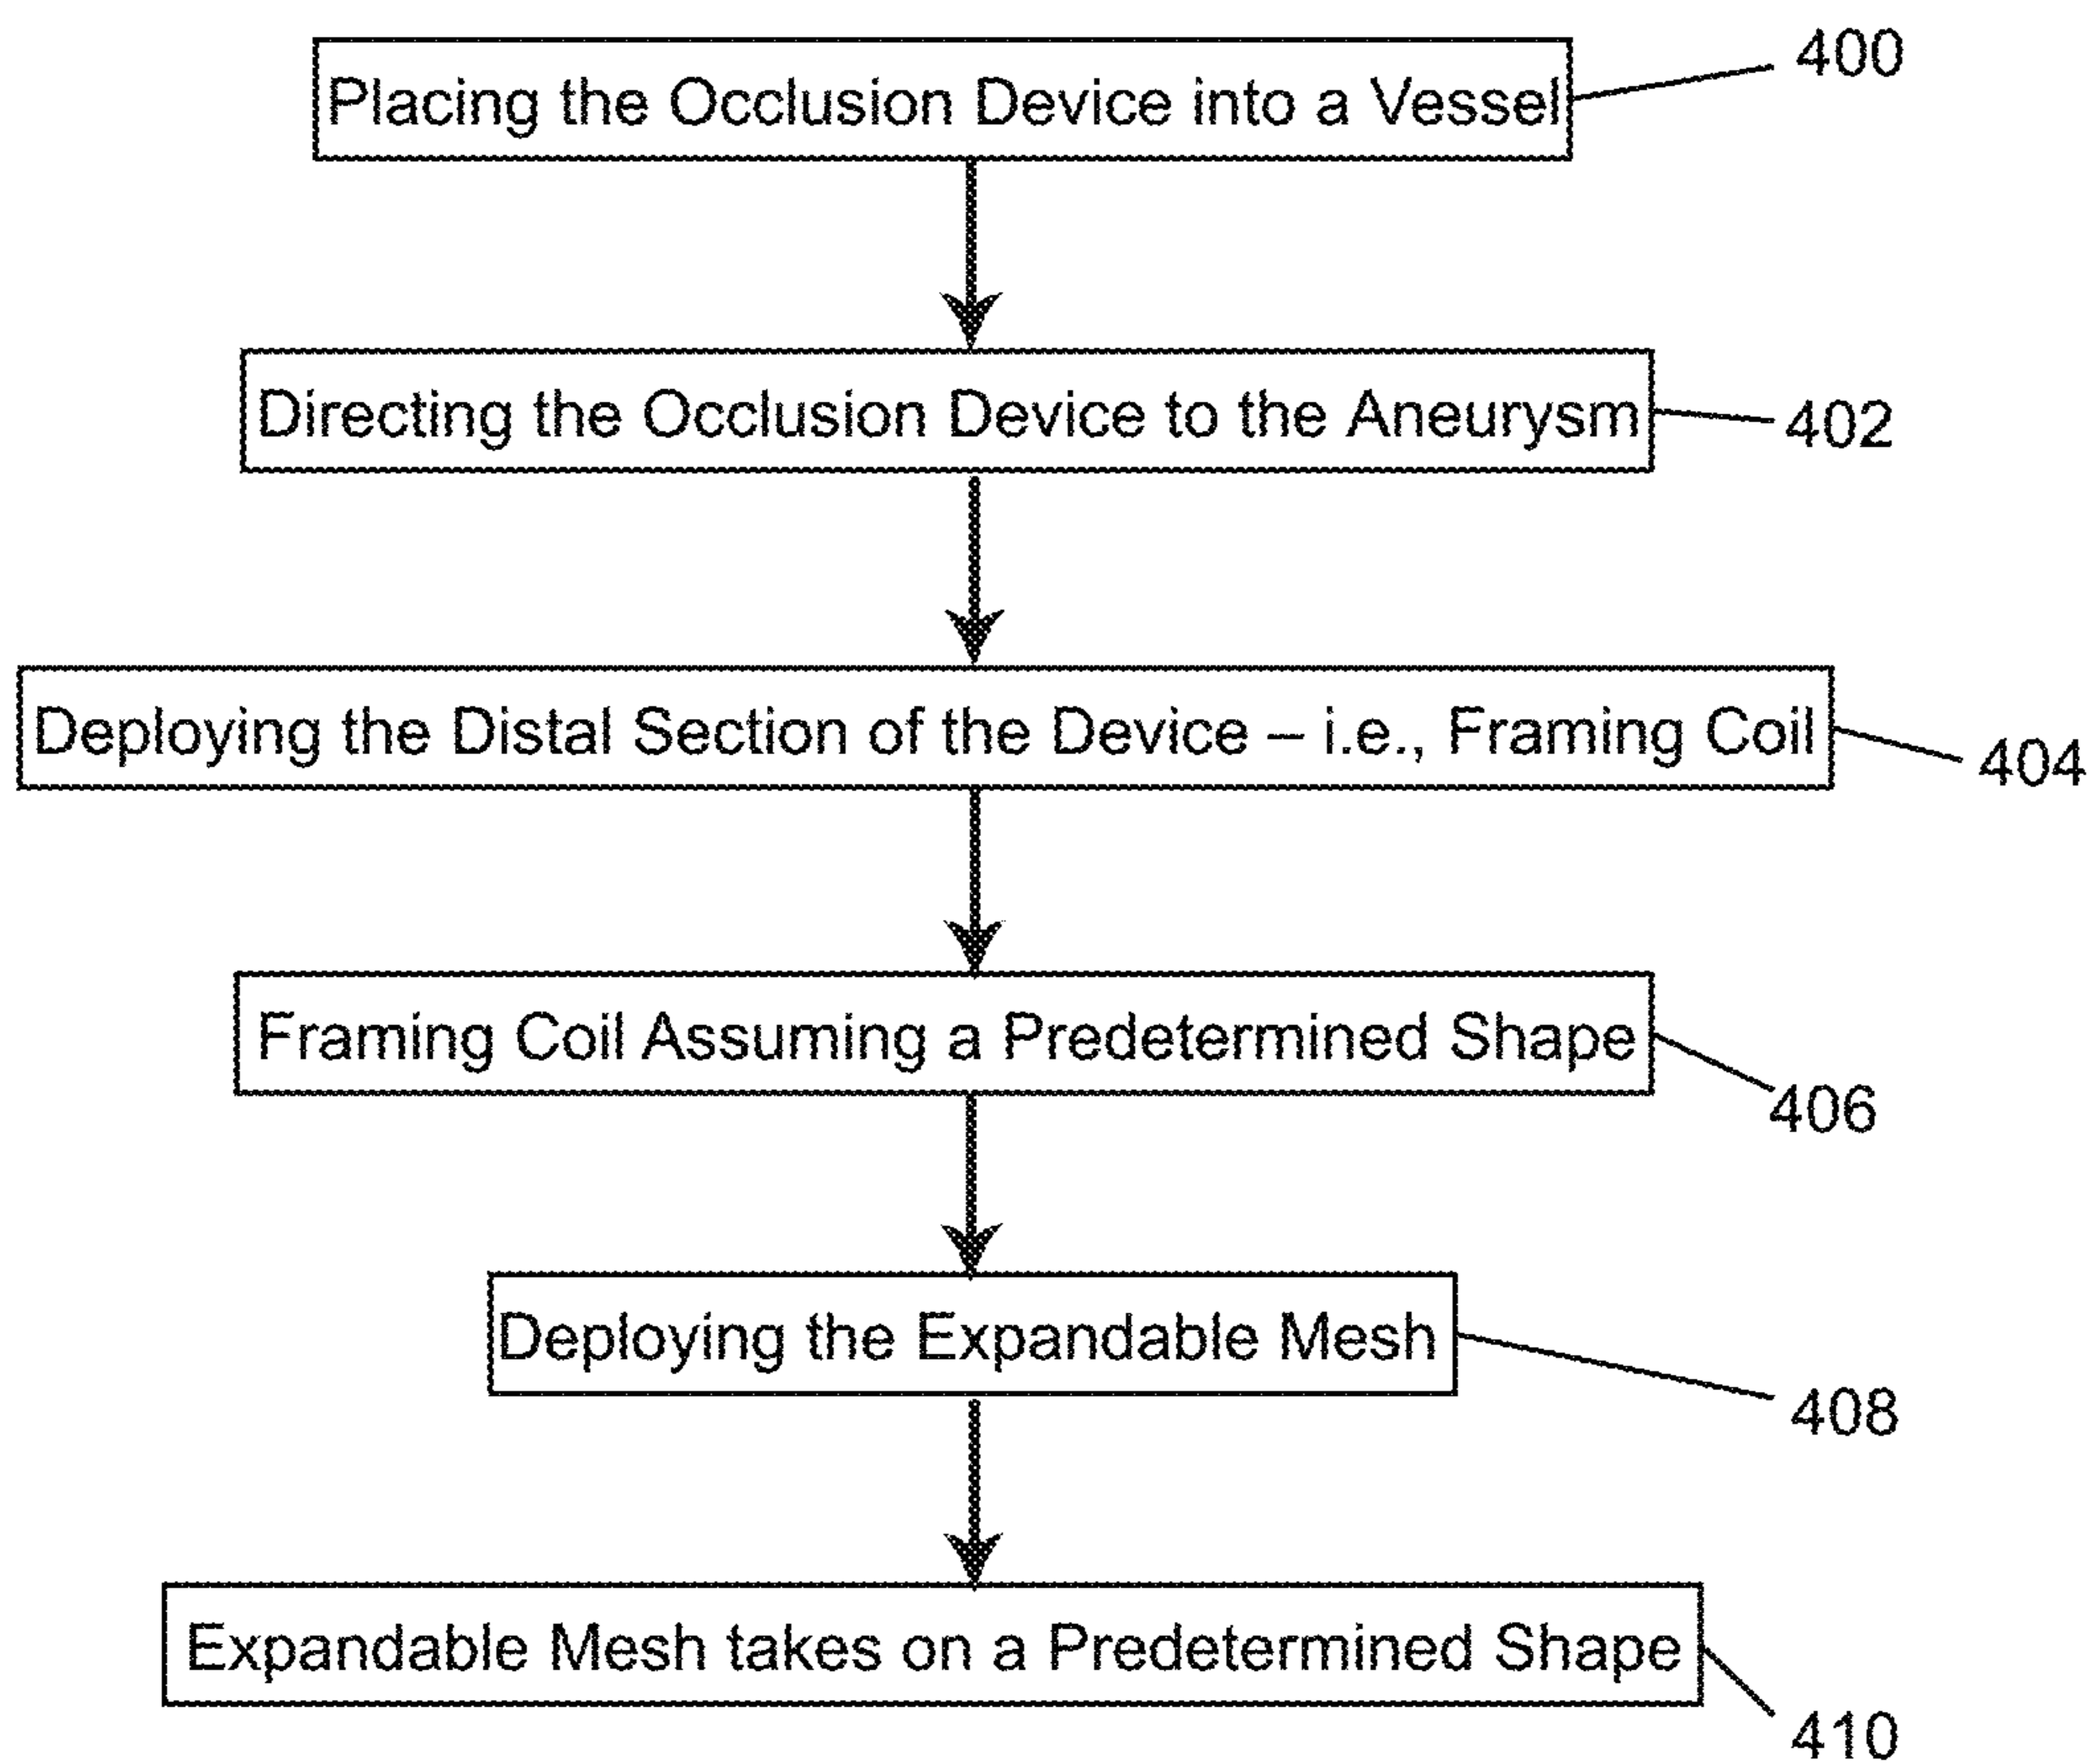 Placing the Occlusion Device into a Vessel
400
Directing the Occlusion Device to the Aneurysm
402
Deploying the Distal Section of the Device – i.e., Framing Coil
404
Framing Coil Assuming a Predetermined Shape
406
Deploying the Expandable Mesh
408
Expandable Mesh takes on a Predetermined Shape
410